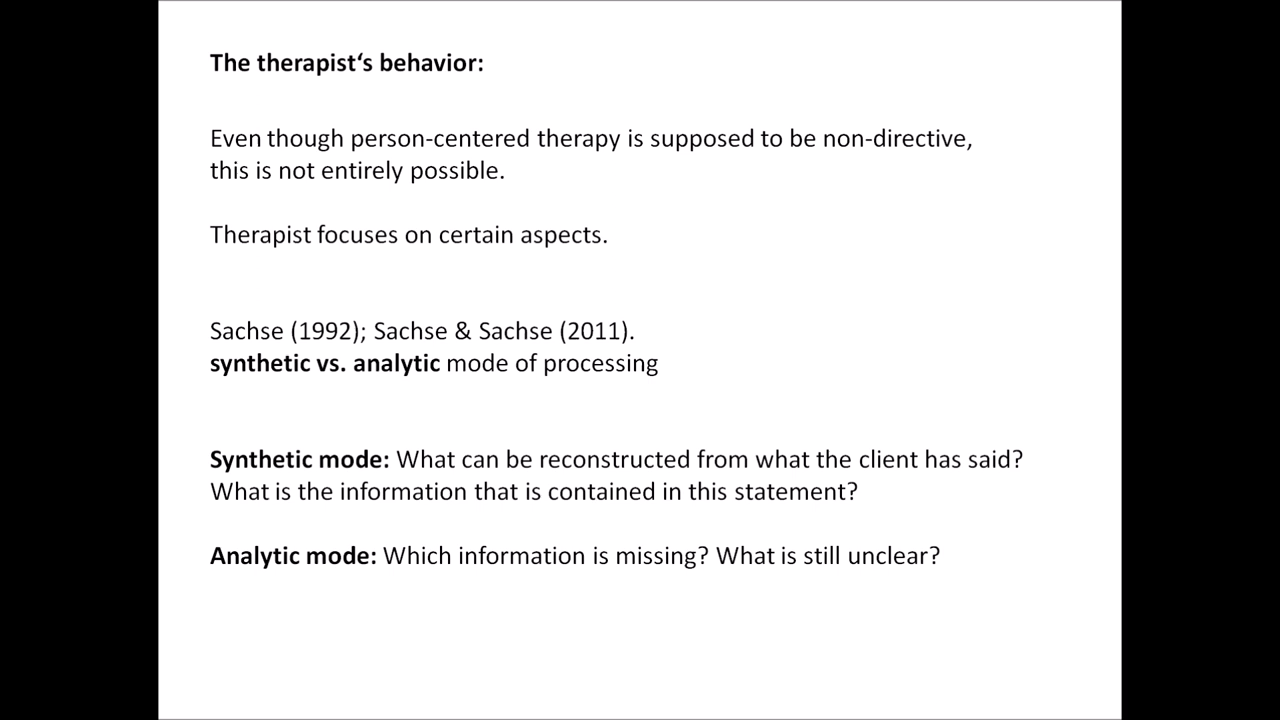 The therapist‘s behavior:
Even though person-centered therapy is supposed to be non-directive,
this is not entirely possible.
Therapist focuses on certain aspects.
Sachse (1992); Sachse & Sachse (2011).
synthetic vs. analytic mode of processing
Synthetic mode: What can be reconstructed from what the client has said?
What is the information that is contained in this statement?
Analytic mode: Which information is missing? What is still unclear?